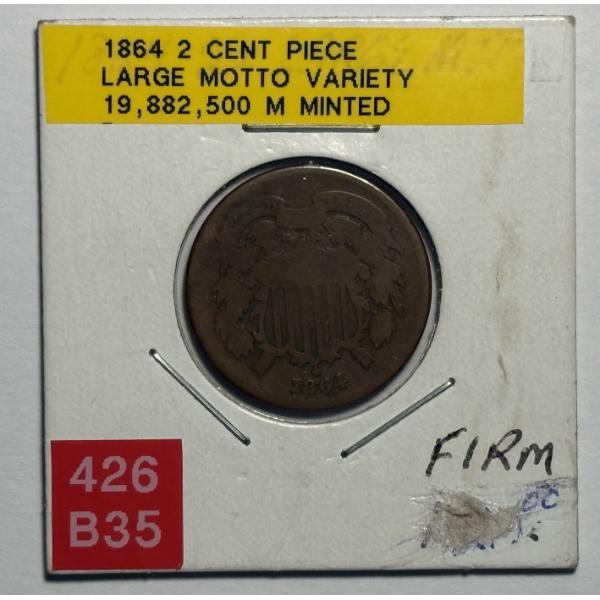 1864 2 CENT PIECE
LARGE MOTTO VARIETY
19,882,500 M MINTED
1864
FIRM
426
B35